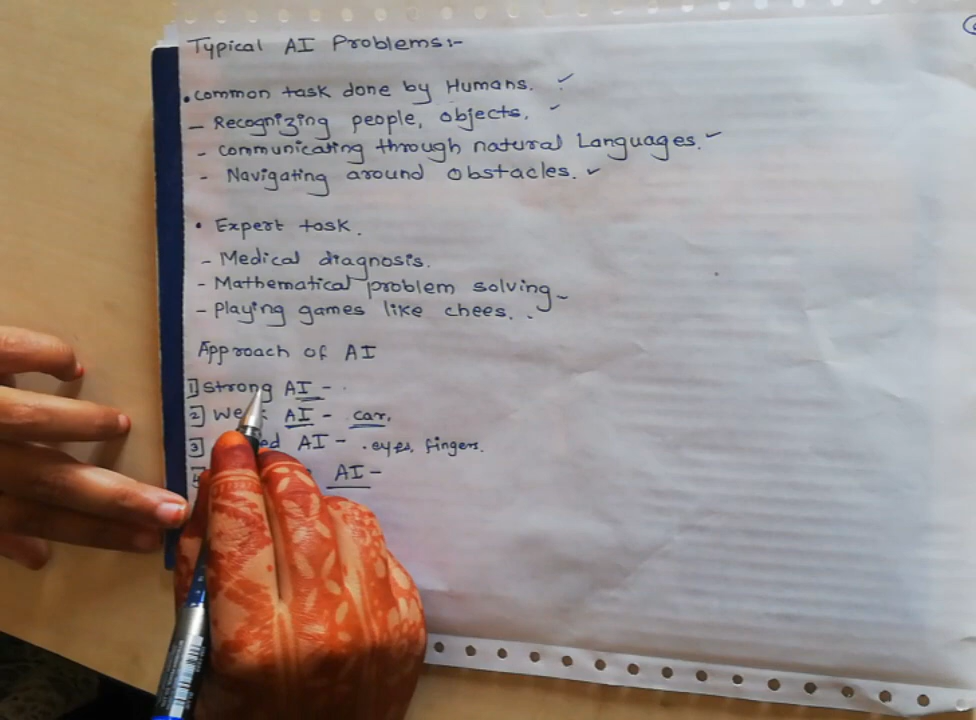 Typical AI Problems:-
• common task done by Humans.
- Recognizing people, objects.
- communicating through natural Languages.
- Navigating around obstacles.
• Expert task.
- Medical diagnosis.
- Mathematical problem solving
- Playing games like chees.
Approach of AI
1] Strong AI -
2] AI - car.
3] AI - .eyes, fingers.
AI -